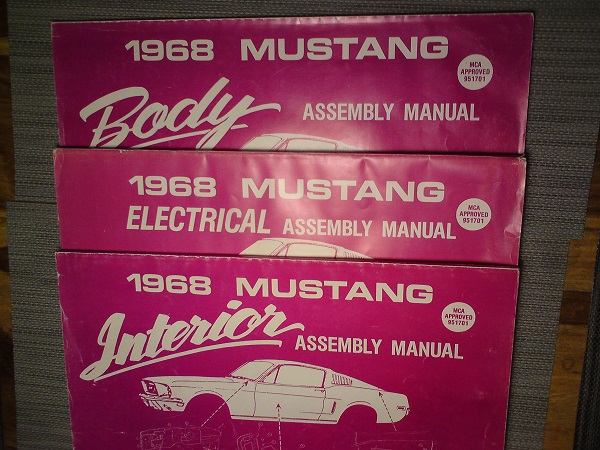 1968 MUSTANG
MCA
APPROVED
951701
Body ASSEMBLY MANUAL
1968 MUSTANG
MCA
APPROVED
951701
ELECTRICAL ASSEMBLY MANUAL
1968 MUSTANG
MCA
APPROVED
951701
Interior ASSEMBLY MANUAL